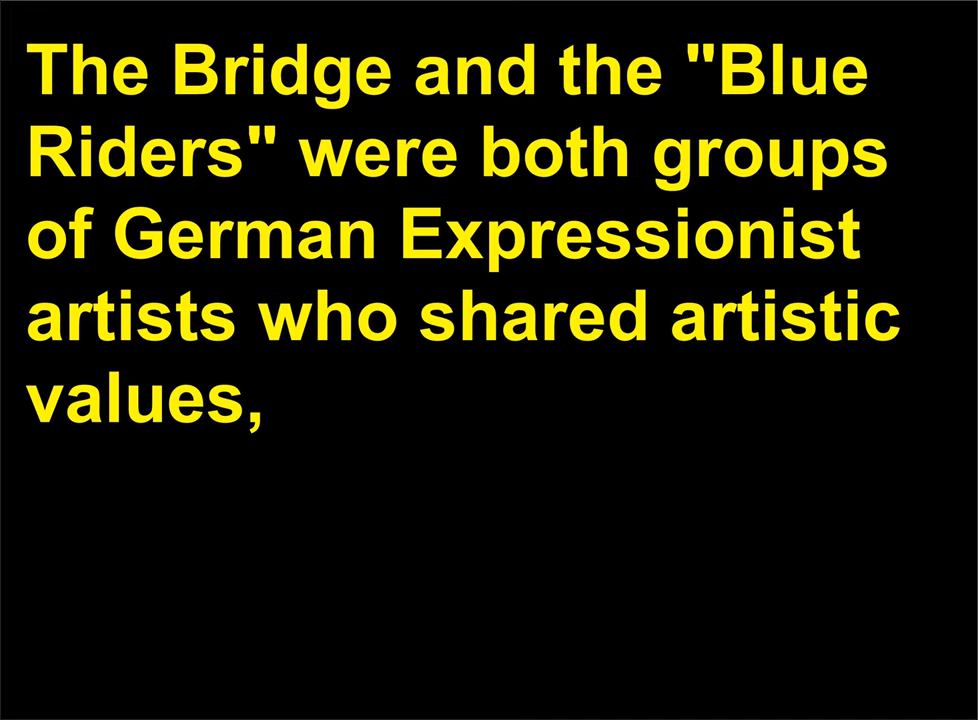 The Bridge and the "Blue
Riders" were both groups
of German Expressionist
artists who shared artistic
values,